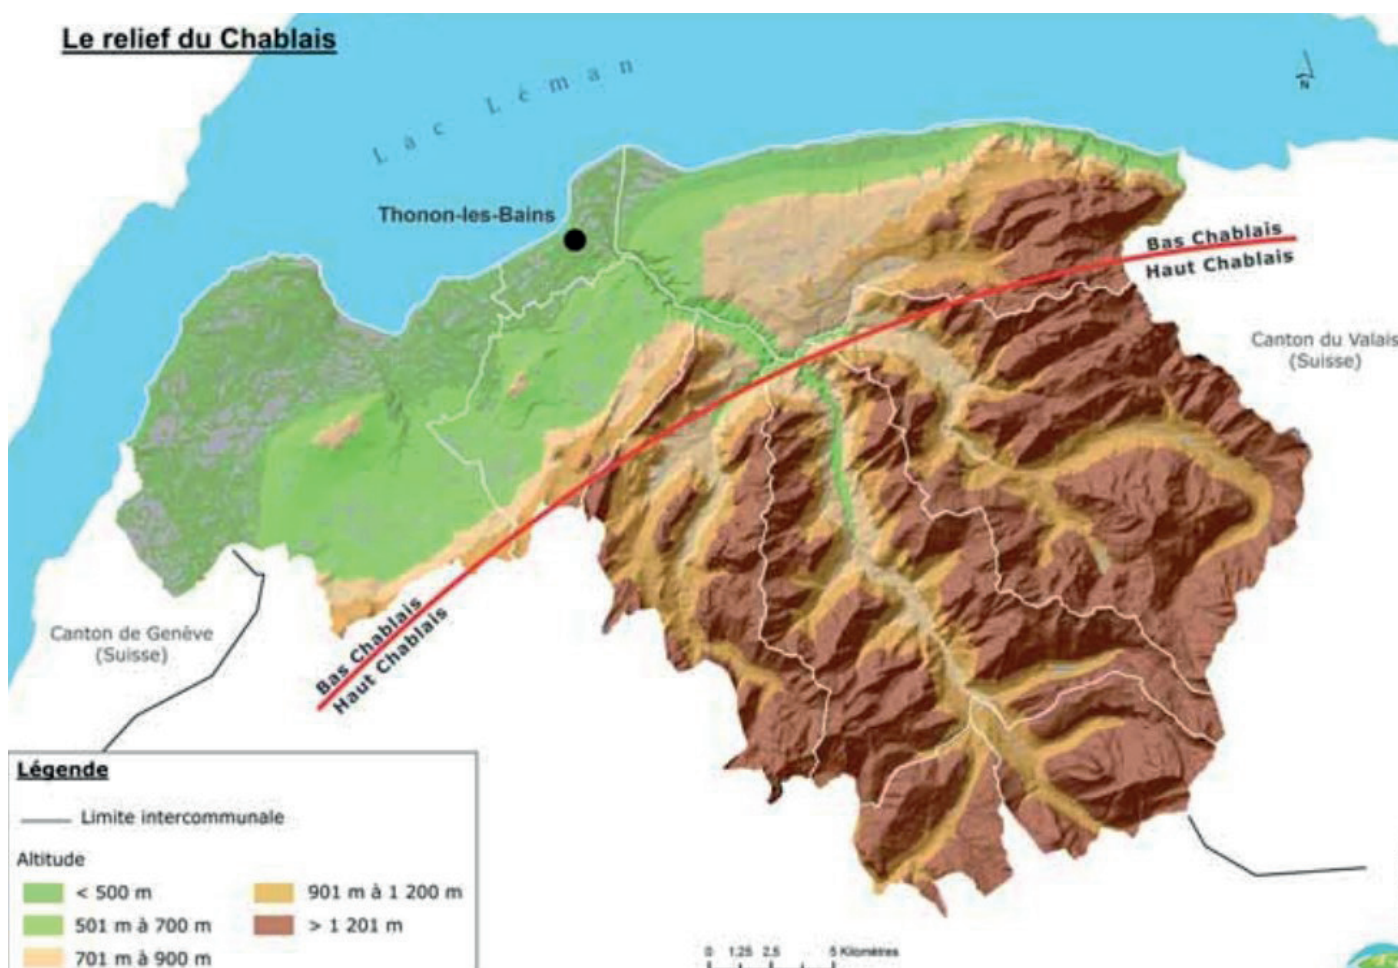 Le relief du Chablais
Lac Léman
N
Thonon-les-Bains
Bas Chablais
Haut Chablais
Canton du Valais
(Suisse)
Canton de Genève
(Suisse)
Bas Chablais
Haut Chablais
Légende
Limite intercommunale
Altitude
< 500 m
901 m à 1 200 m
501 m à 700 m
> 1 201 m
701 m à 900 m
0 1,25 2,5 5 Kilomètres